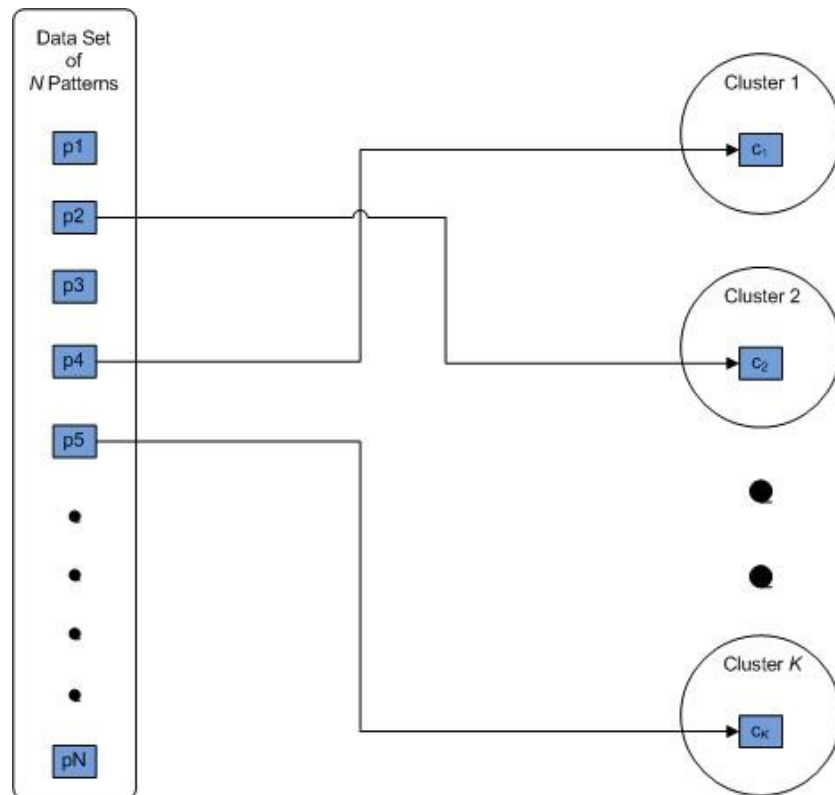 Data Set
of
N Patterns
p1
p2
p3
p4
p5
pN
Cluster 1
c₁
Cluster 2
c₂
Cluster K
cK